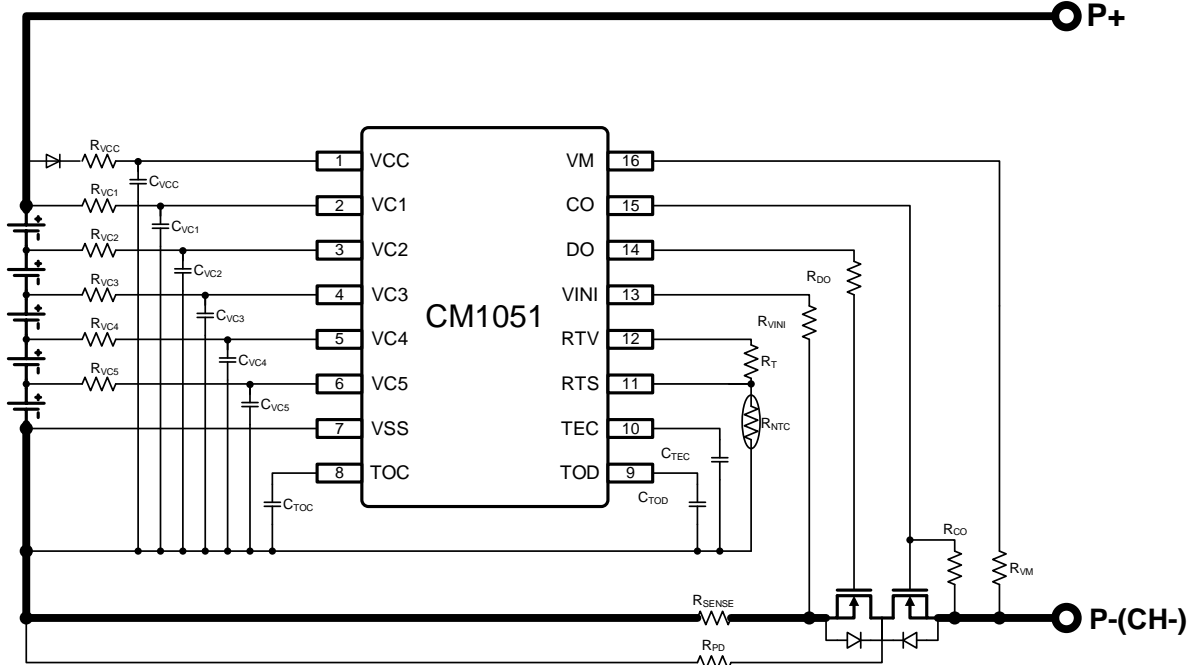 P+
RVCC
1 VCC
CVCC
RVC1
2 VC1
CVC1
RVC2
3 VC2
CVC2
RVC3
4 VC3
CVC3
RVC4
5 VC4
CVC4
RVC5
6 VC5
CVC5
7 VSS
8 TOC
CTOC
CM1051
VM 16
CO 15
DO 14
RDO
VINI 13
RVINI
RTV 12
RT
RTS 11
RNTC
TEC 10
CTEC
TOD 9
CTOD
RCO
RVM
RSENSE
P-(CH-)
RPD